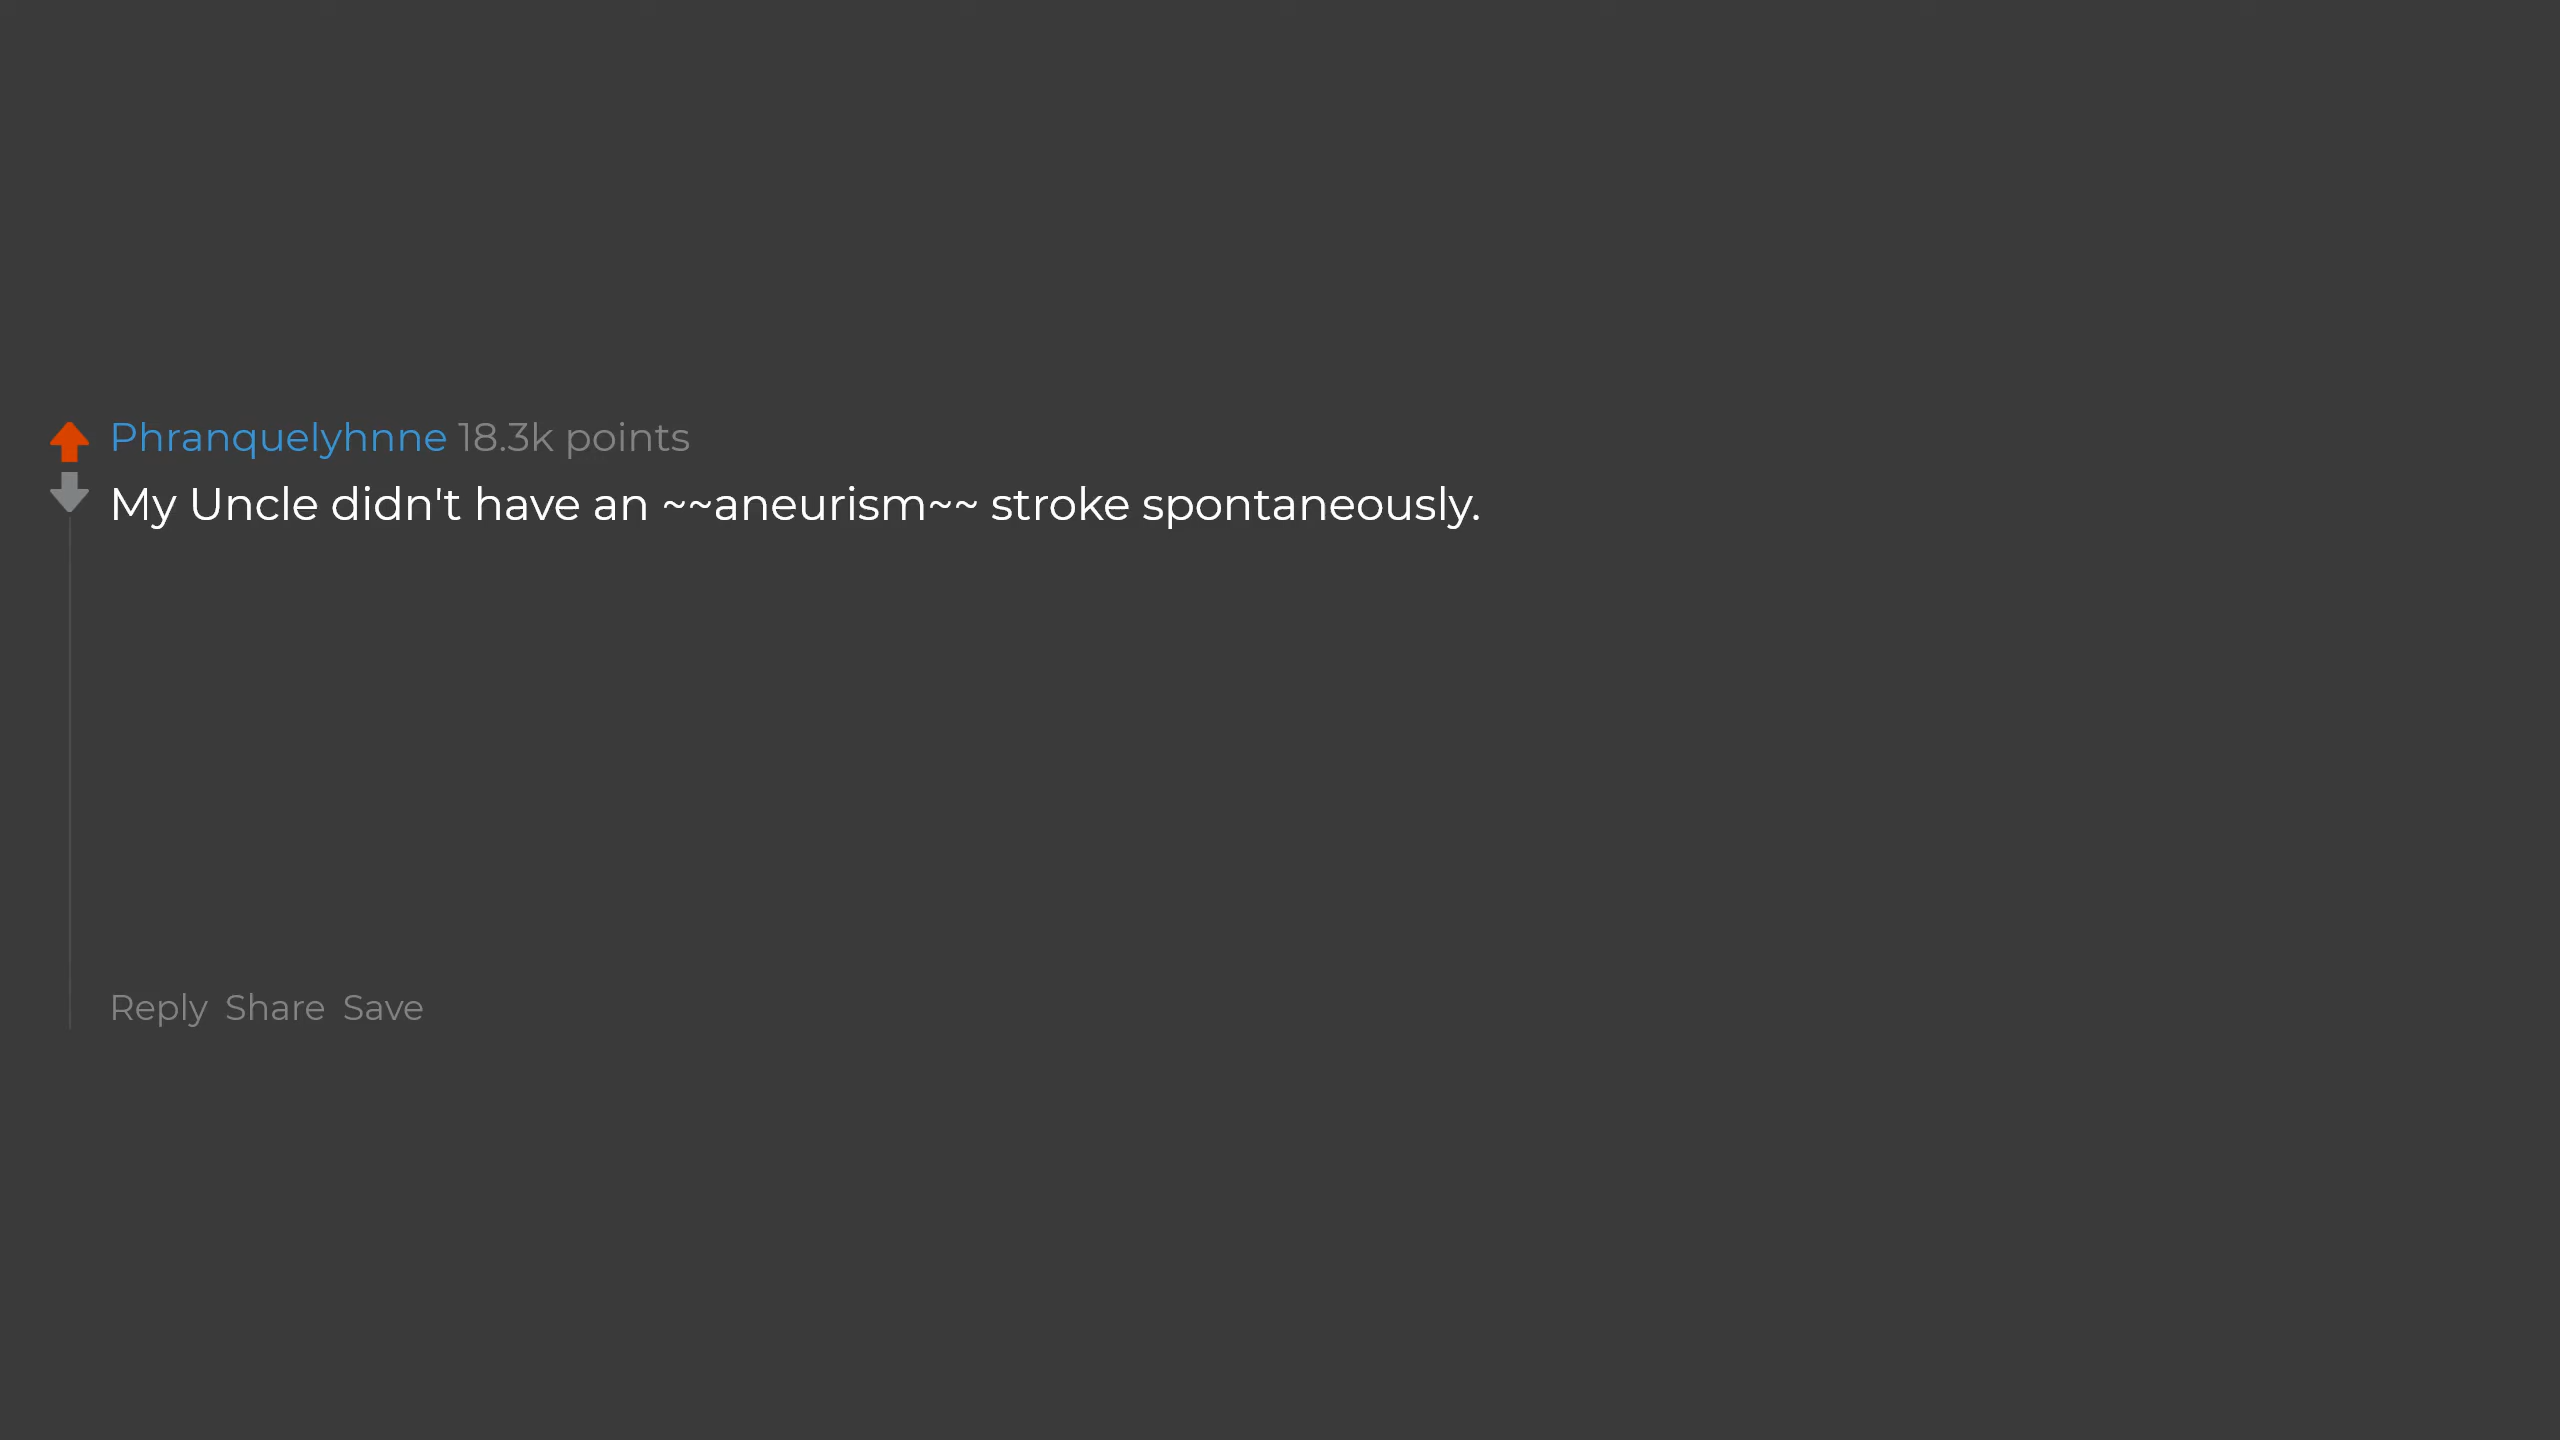 Phranquelyhnne 18.3k points
My Uncle didn't have an ~~aneurism~~ stroke spontaneously.
Reply Share Save